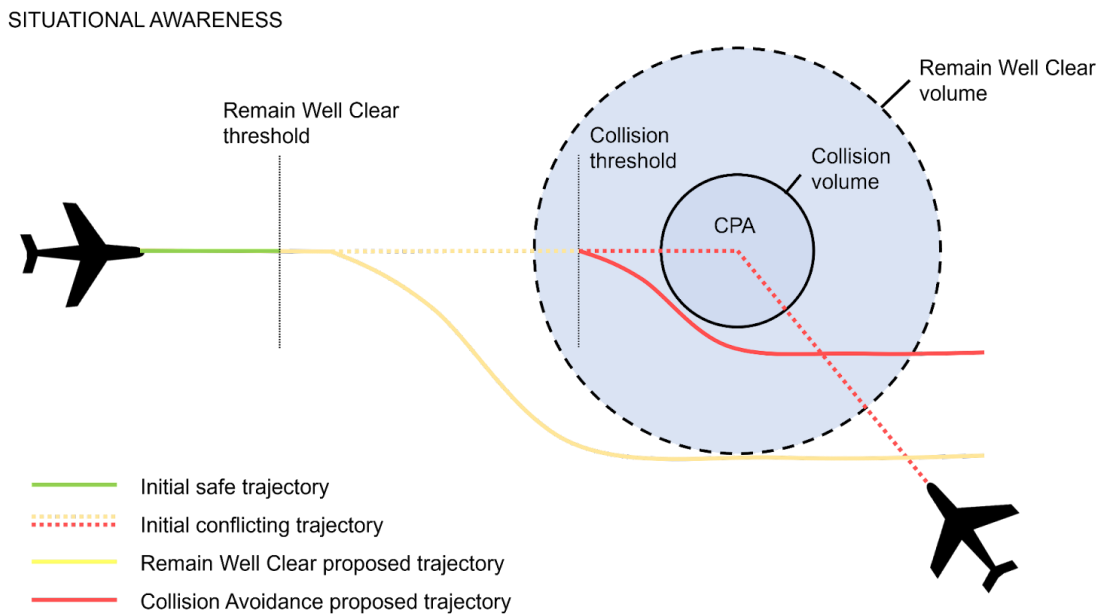 SITUATIONAL AWARENESS
Remain Well Clear
threshold
Collision
threshold
Remain Well Clear
volume
Collision
volume
CPA
Initial safe trajectory
Initial conflicting trajectory
Remain Well Clear proposed trajectory
Collision Avoidance proposed trajectory